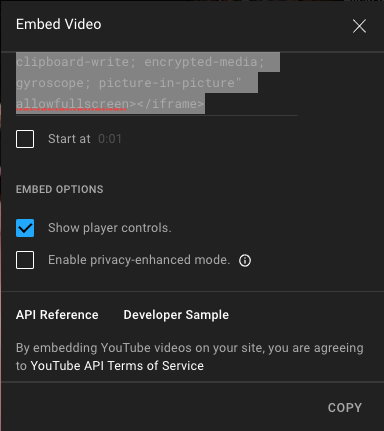 Embed Video
clipboard-write; encrypted-media;
gyroscope; picture-in-picture"
allowfullscreen></iframe>
Start at 0:01
EMBED OPTIONS
Show player controls.
Enable privacy-enhanced mode.
API Reference Developer Sample
By embedding YouTube videos on your site, you are agreeing
to YouTube API Terms of Service
COPY